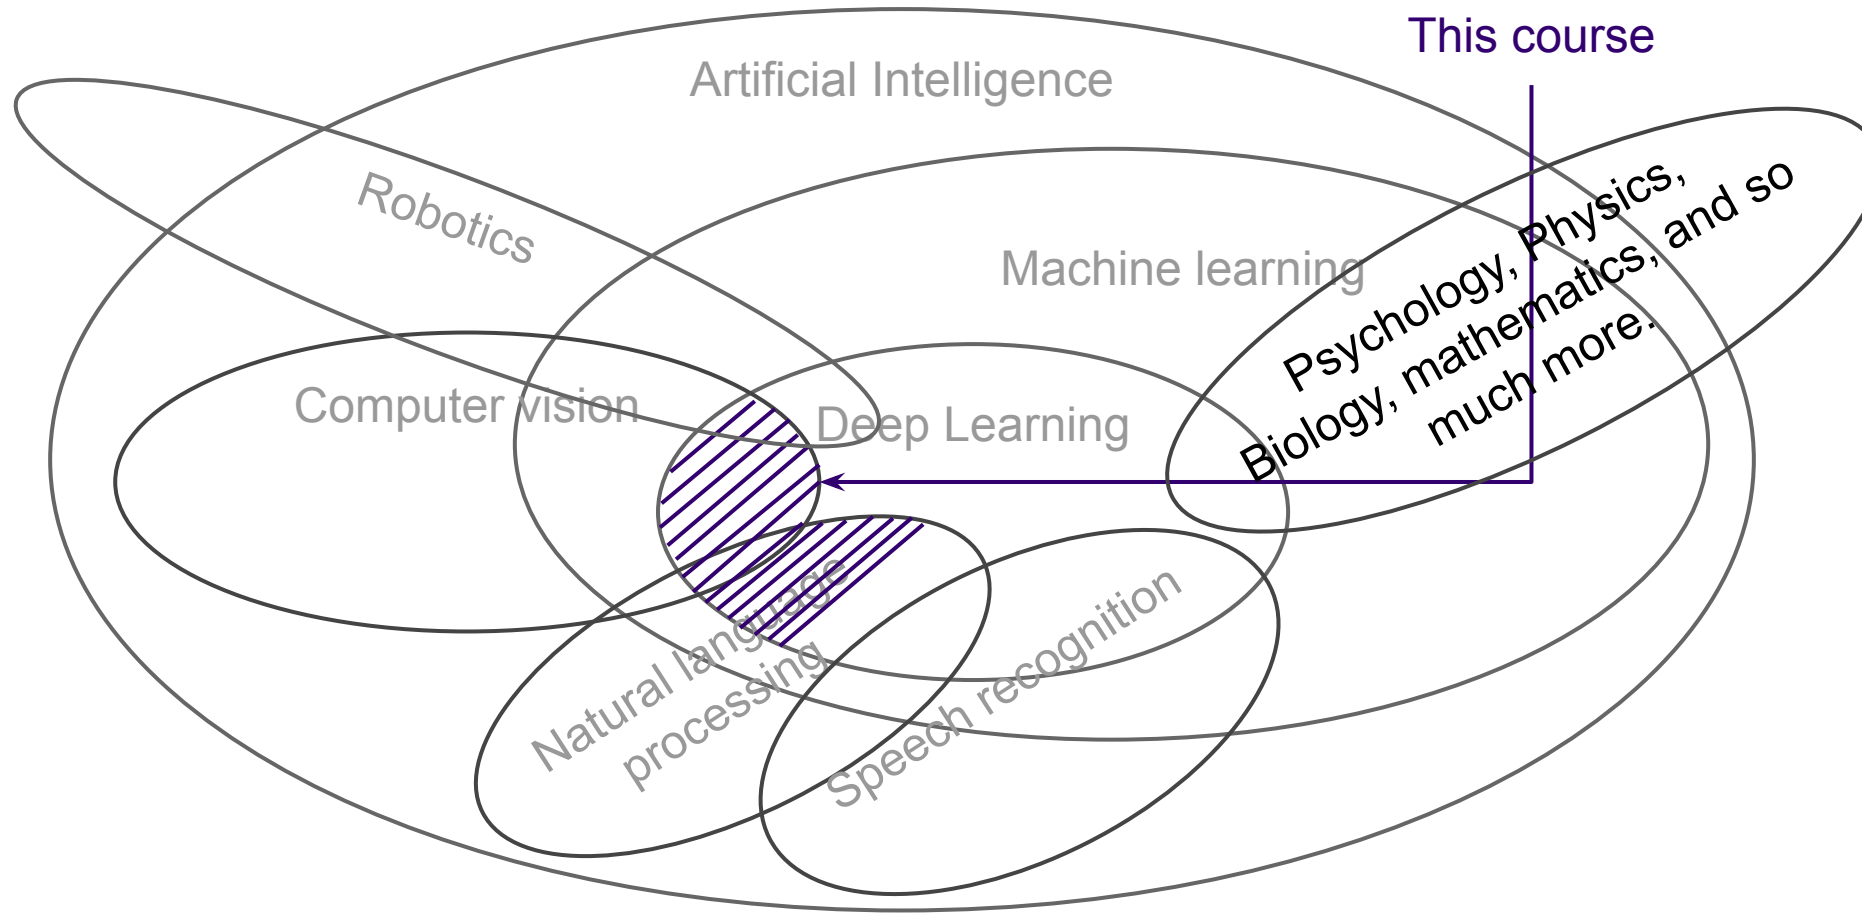 This course
Artificial Intelligence
Robotics
Machine learning
Psychology, Physics,
Biology, mathematics, and so
much more.
Computer vision
Deep Learning
Natural language
processing
Speech recognition